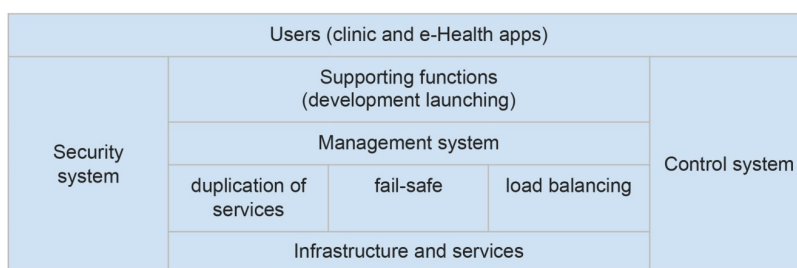 Users (clinic and e-Health apps)
Supporting functions
(development launching)
Management system
Security
system
Control system
duplication of
services
fail-safe
load balancing
Infrastructure and services